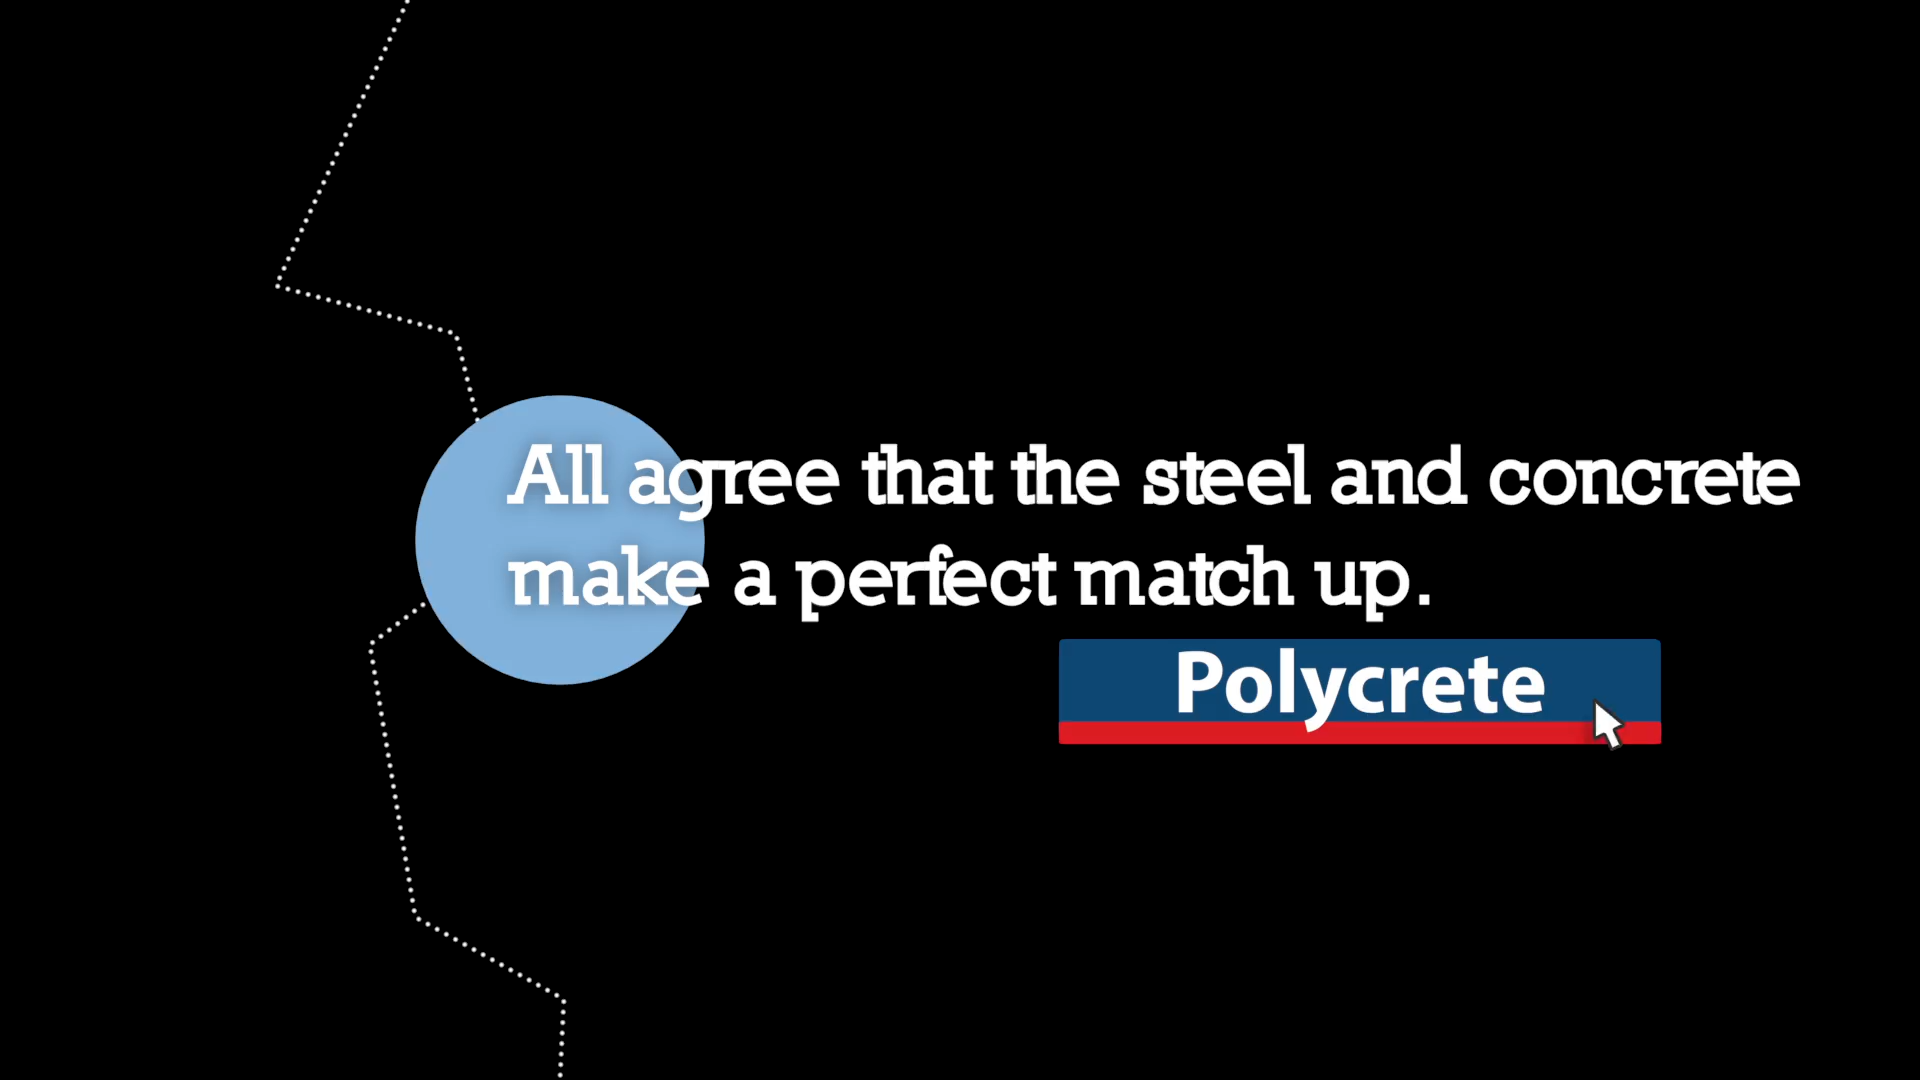 All agree that the steel and concrete
make a perfect match up.
Polycrete